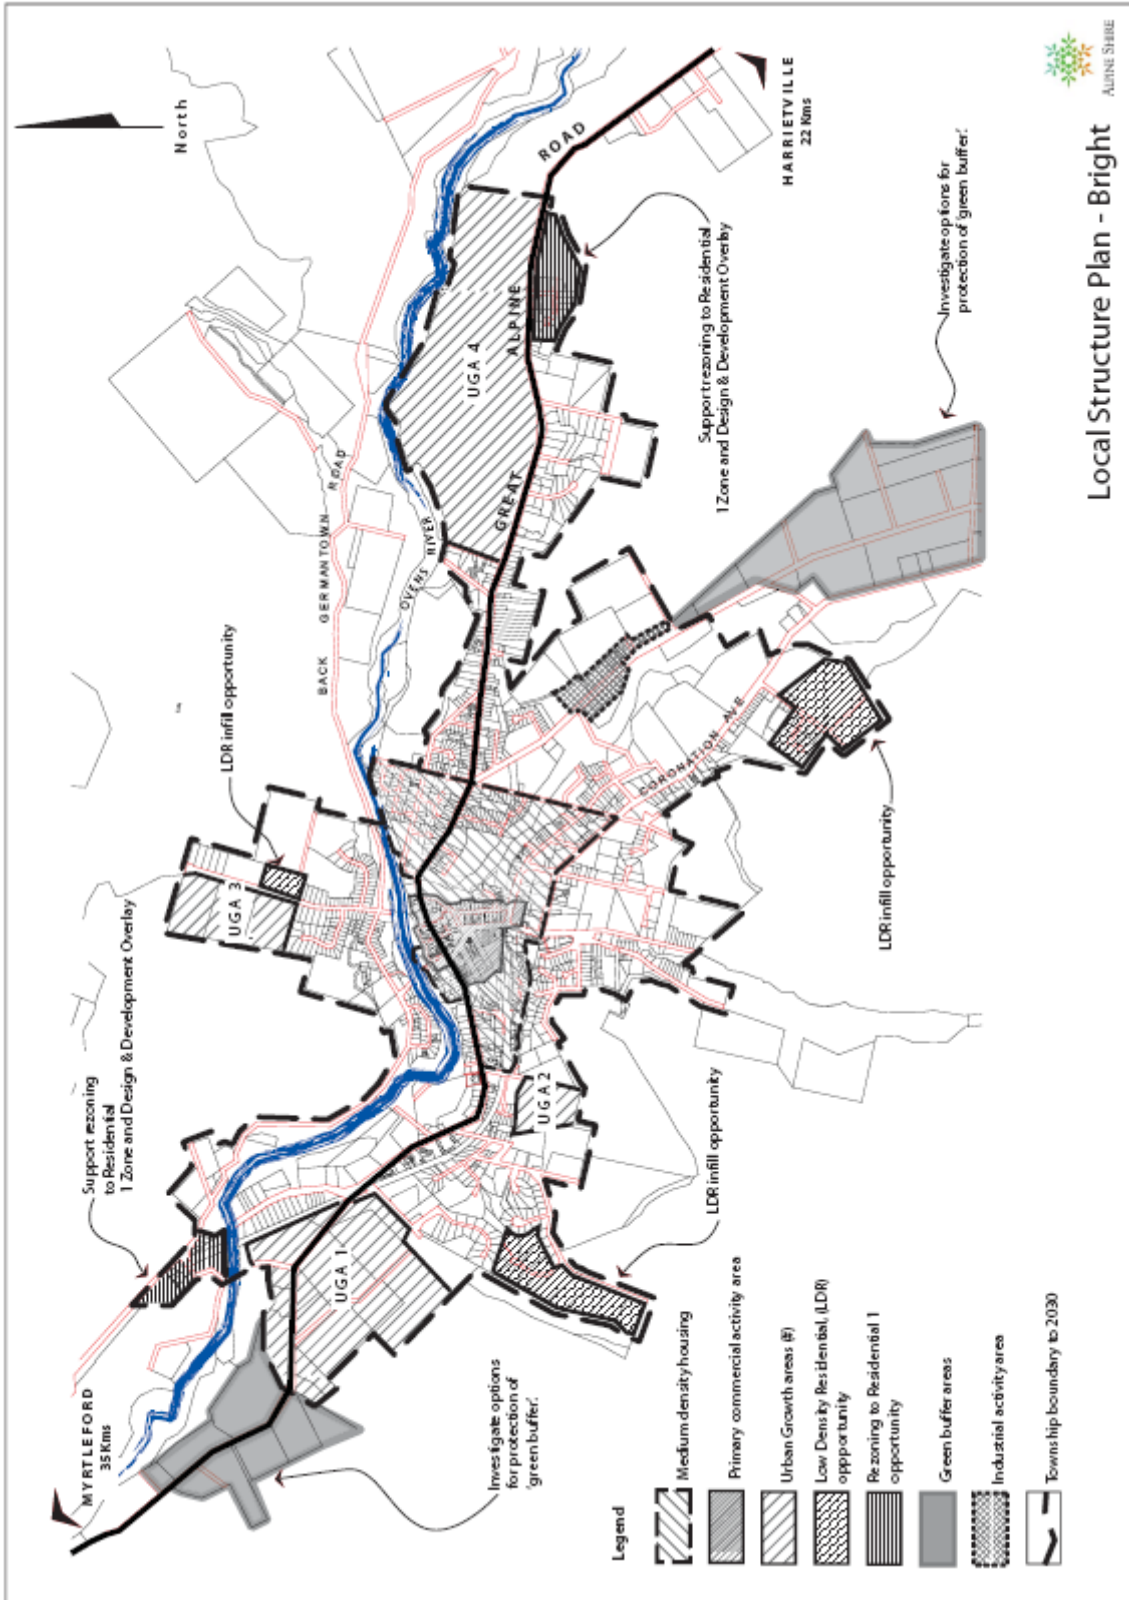 North
MYRTLEFORD
35 Kms
Support rezoning
to Residential
1 Zone and Design & Development Overlay
LDR infill opportunity
UGA 3
BACK GERMANTOWN ROAD
OVENS RIVER
UGA 4
GREAT ALPINE ROAD
HARRIETVILLE
22 Kms
UGA 1
UGA 2
CORONATION AVE
Support rezoning to Residential
1 Zone and Design & Development Overlay
Investigate options
for protection of
'green buffer'.
LDR infill opportunity
LDR infill opportunity
Investigate options for
protection of 'green buffer'.
Legend
Medium density housing
Primary commercial activity area
Urban Growth areas (#)
Low Density Residential, (LDR)
oppportunity
Rezoning to Residential 1
opportunity
Green buffer areas
Industrial activity area
Township boundary to 2030
Local Structure Plan - Bright
ALPINE SHIRE